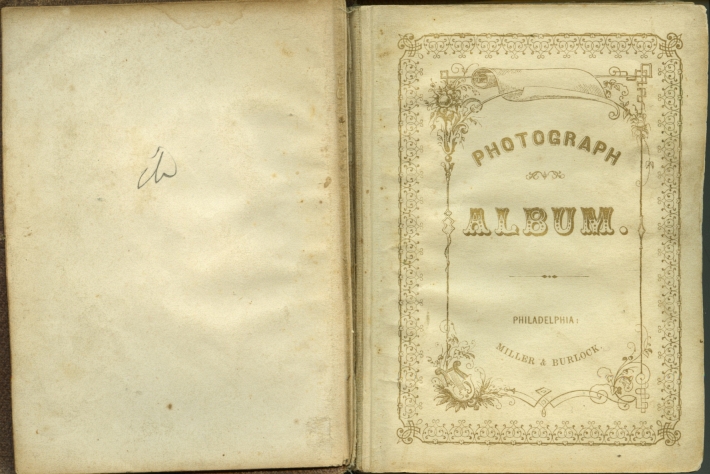 PHOTOGRAPH
ALBUM.
PHILADELPHIA:
MILLER & BURLOCK